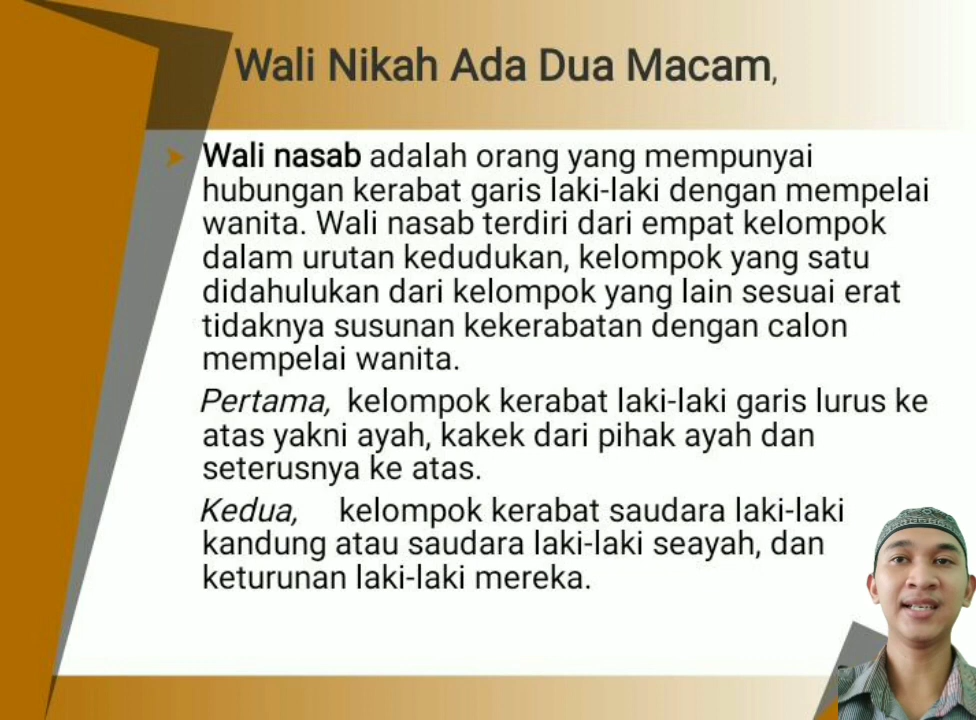 Wali Nikah Ada Dua Macam,
Wali nasab adalah orang yang mempunyai
hubungan kerabat garis laki-laki dengan mempelai
wanita. Wali nasab terdiri dari empat kelompok
dalam urutan kedudukan, kelompok yang satu
didahulukan dari kelompok yang lain sesuai erat
tidaknya susunan kekerabatan dengan calon
mempelai wanita.
Pertama, kelompok kerabat laki-laki garis lurus ke
atas yakni ayah, kakek dari pihak ayah dan
seterusnya ke atas.
Kedua, kelompok kerabat saudara laki-laki
kandung atau saudara laki-laki seayah, dan
keturunan laki-laki mereka.